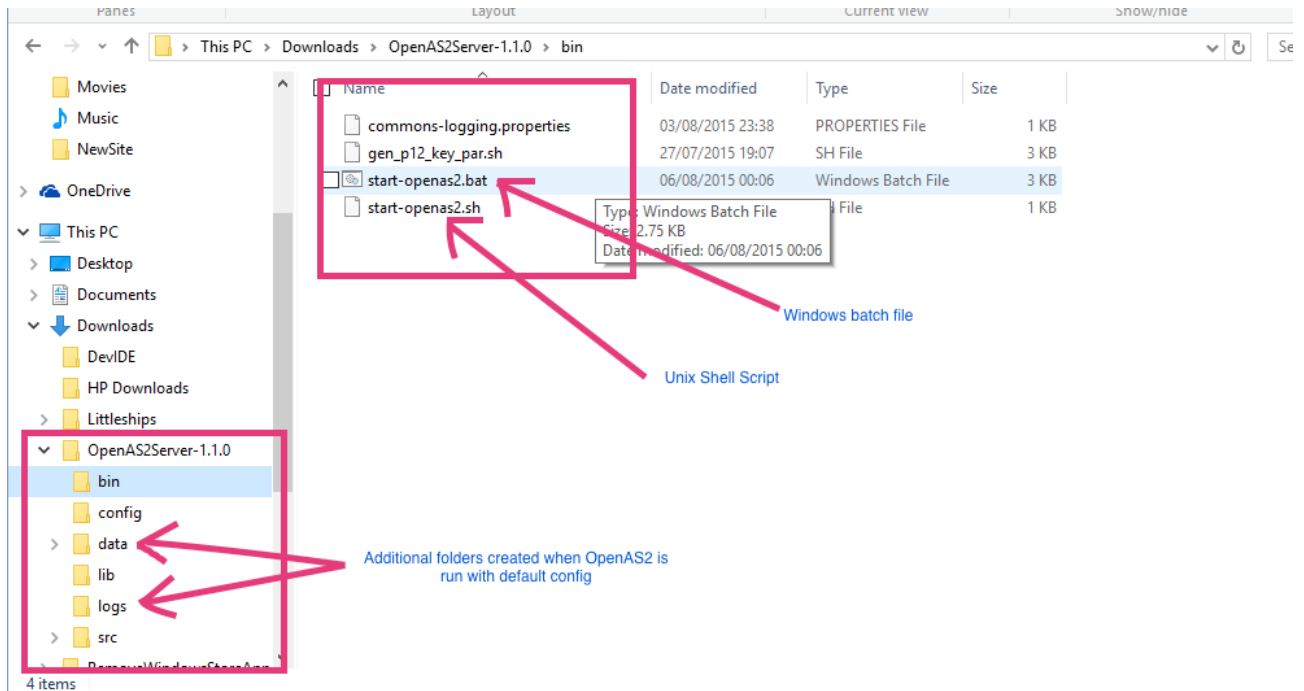 Panes
Layout
Current view
Show/hide
This PC > Downloads > OpenAS2Server-1.1.0 > bin
Se
Movies
Music
NewSite
OneDrive
This PC
Desktop
Documents
Downloads
DevIDE
HP Downloads
Littleships
OpenAS2Server-1.1.0
bin
config
data
lib
logs
src
RemoveWindowsStoreApp
4 items
Name Date modified Type Size
commons-logging.properties 03/08/2015 23:38 PROPERTIES File 1 KB
gen_p12_key_par.sh 27/07/2015 19:07 SH File 3 KB
start-openas2.bat 06/08/2015 00:06 Windows Batch File 3 KB
start-openas2.sh File 1 KB
Type: Windows Batch File
Size: 2.75 KB
Date modified: 06/08/2015 00:06
Windows batch file
Unix Shell Script
Additional folders created when OpenAS2 is
run with default config